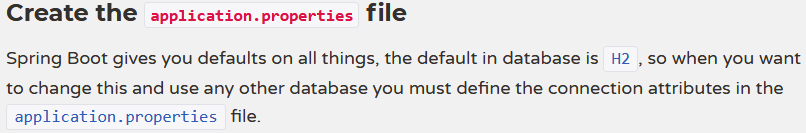 Create the application.properties file
Spring Boot gives you defaults on all things, the default in database is H2, so when you want
to change this and use any other database you must define the connection attributes in the
application.properties file.